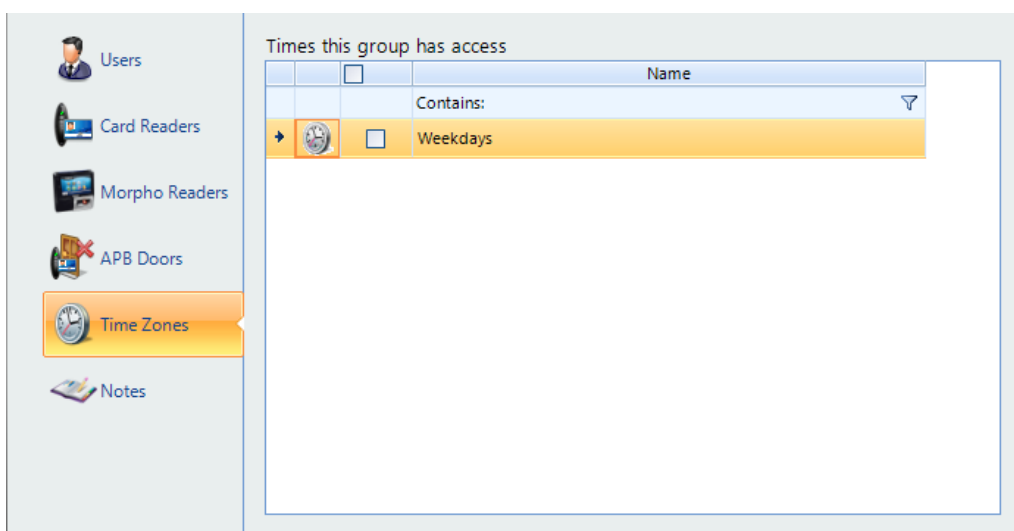 Users
Card Readers
Morpho Readers
APB Doors
Time Zones
Notes
Times this group has access
Name
Contains:
Weekdays